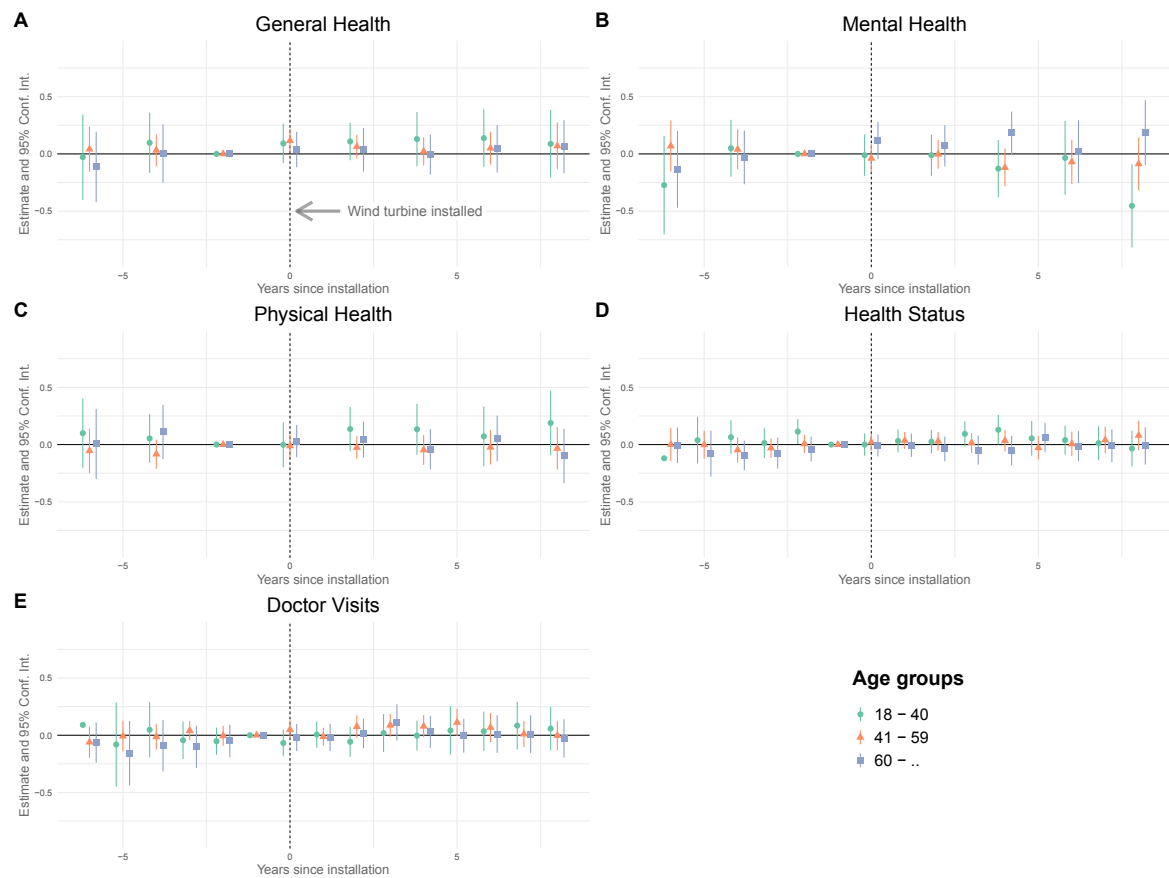 A
General Health
Estimate and 95% Conf. Int.
0.5
0.0
−0.5
Wind turbine installed
−5
0
5
Years since installation
B
Mental Health
Estimate and 95% Conf. Int.
0.5
0.0
−0.5
−5
0
5
Years since installation
C
Physical Health
Estimate and 95% Conf. Int.
0.5
0.0
−0.5
−5
0
5
Years since installation
D
Health Status
Estimate and 95% Conf. Int.
0.5
0.0
−0.5
−5
0
5
Years since installation
E
Doctor Visits
Estimate and 95% Conf. Int.
0.5
0.0
−0.5
−5
0
5
Years since installation
Age groups
18 − 40
41 − 59
60 − ..